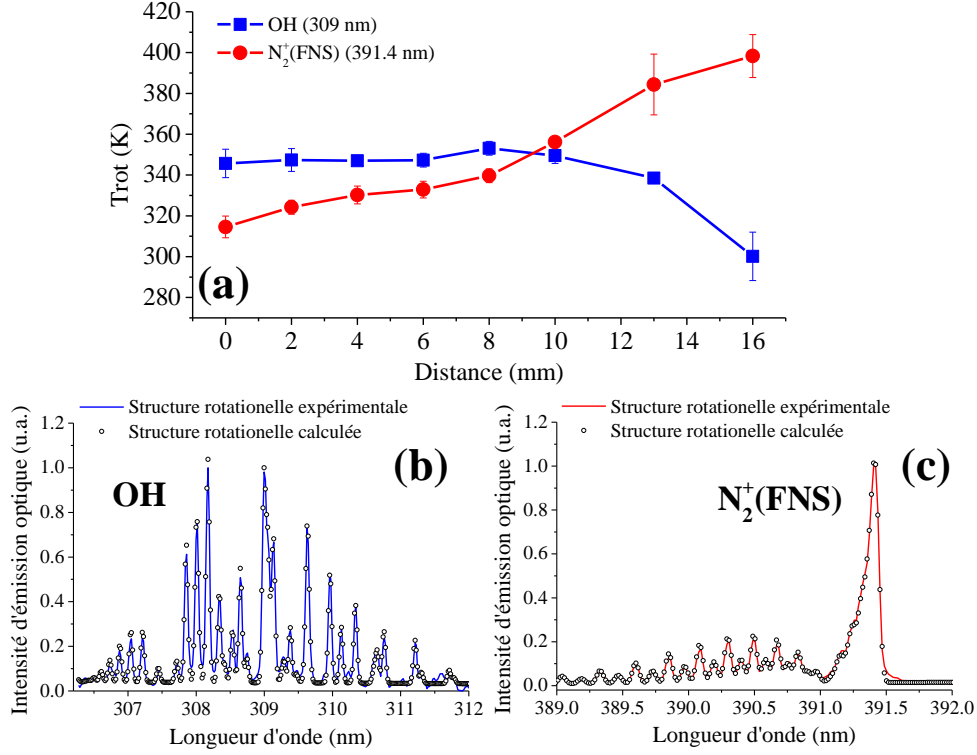 OH (309 nm)
N₂⁺(FNS) (391.4 nm)
Trot (K)
420
400
380
360
340
320
300
280
0 2 4 6 8 10 12 14 16
Distance (mm)
(a)
Structure rotationelle expérimentale
Structure rotationelle calculée
Intensité d'émission optique (u.a.)
1.2
1.0
0.8
0.6
0.4
0.2
0.0
307 308 309 310 311 312
Longueur d'onde (nm)
OH
(b)
Structure rotationelle expérimentale
Structure rotationelle calculée
Intensité d'émission optique (u.a.)
1.2
1.0
0.8
0.6
0.4
0.2
0.0
389.0 389.5 390.0 390.5 391.0 391.5 392.0
Longueur d'onde (nm)
N₂⁺(FNS)
(c)